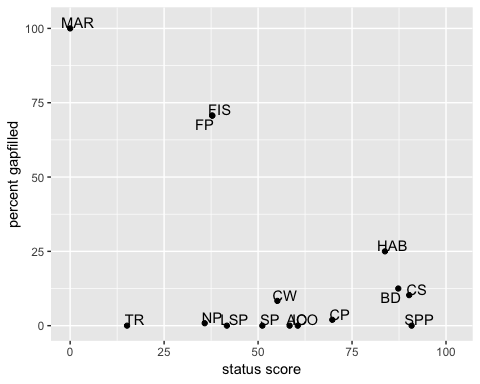 100
75
50
25
0
percent gapfilled
MAR
FIS
FP
HAB
BD
CS
CW
CP
TR
NP
LSP
SP
AO
ICO
SPP
0
25
50
75
100
status score